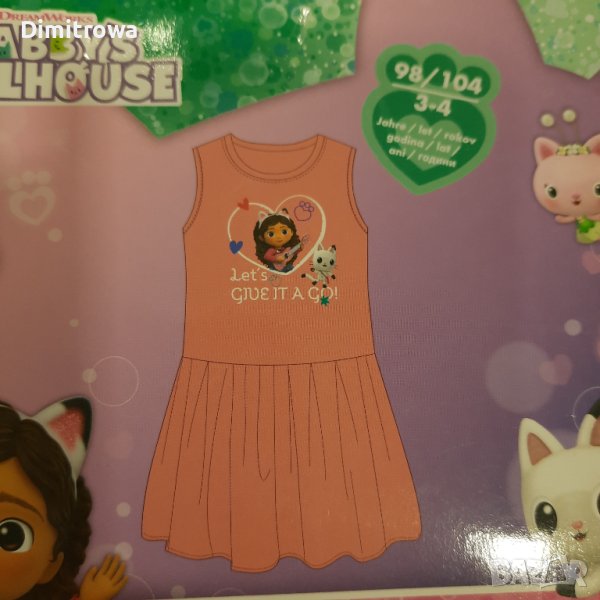 DREAMWORKS
Dimitrowa
ABBY'S
LLHOUSE
98/104
3-4
Jahre / let / rokov
godina / lat /
ani / години
Let's
GIVE IT A GO!
BAZAR